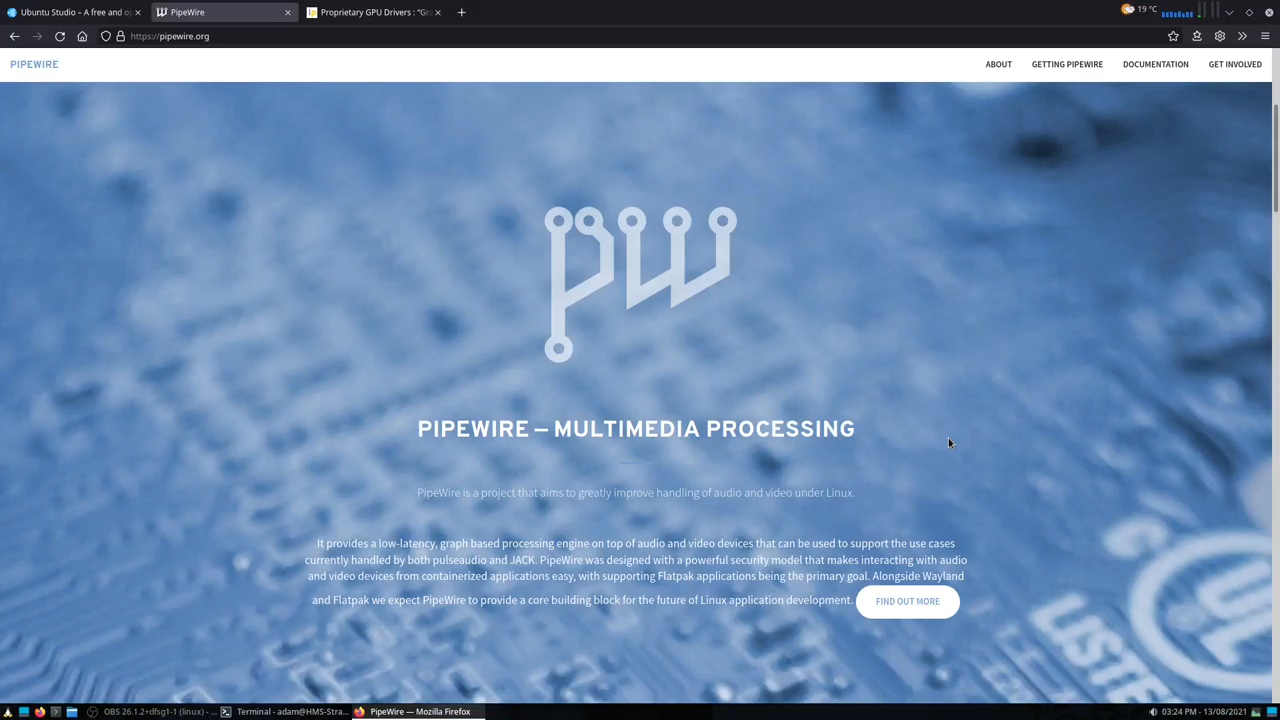 Ubuntu Studio – A free and op
PipeWire
Proprietary GPU Drivers : "Gra
19 °C
https://pipewire.org
PIPEWIRE
ABOUT
GETTING PIPEWIRE
DOCUMENTATION
GET INVOLVED
pw
PIPEWIRE – MULTIMEDIA PROCESSING
PipeWire is a project that aims to greatly improve handling of audio and video under Linux.
It provides a low-latency, graph based processing engine on top of audio and video devices that can be used to support the use cases
currently handled by both pulseaudio and JACK. PipeWire was designed with a powerful security model that makes interacting with audio
and video devices from containerized applications easy, with supporting Flatpak applications being the primary goal. Alongside Wayland
and Flatpak we expect PipeWire to provide a core building block for the future of Linux application development.
FIND OUT MORE
OBS 26.1.2+dfsg1-1 (linux) - ...
Terminal - adam@HMS-Stra...
PipeWire — Mozilla Firefox
03:24 PM - 13/08/2021